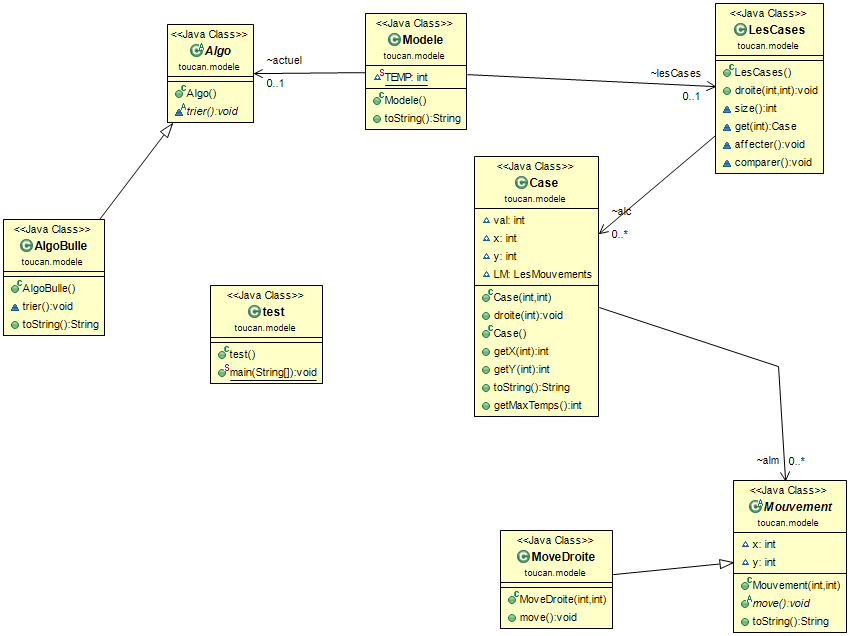 <<Java Class>>
Algo
toucan.modele
Algo()
trier():void
~actuel
0..1
<<Java Class>>
Modele
toucan.modele
TEMP: int
Modele()
toString():String
~lesCases
0..1
<<Java Class>>
LesCases
toucan.modele
LesCases()
droite(int,int):void
size():int
get(int):Case
affecter():void
comparer():void
<<Java Class>>
Case
toucan.modele
val: int
x: int
y: int
LM: LesMouvements
Case(int,int)
droite(int):void
Case()
getX(int):int
getY(int):int
toString():String
getMaxTemps():int
~alc
0..*
<<Java Class>>
AlgoBulle
toucan.modele
AlgoBulle()
trier():void
toString():String
<<Java Class>>
test
toucan.modele
test()
main(String[]):void
~alm
0..*
<<Java Class>>
Mouvement
toucan.modele
x: int
y: int
Mouvement(int,int)
move():void
toString():String
<<Java Class>>
MoveDroite
toucan.modele
MoveDroite(int,int)
move():void